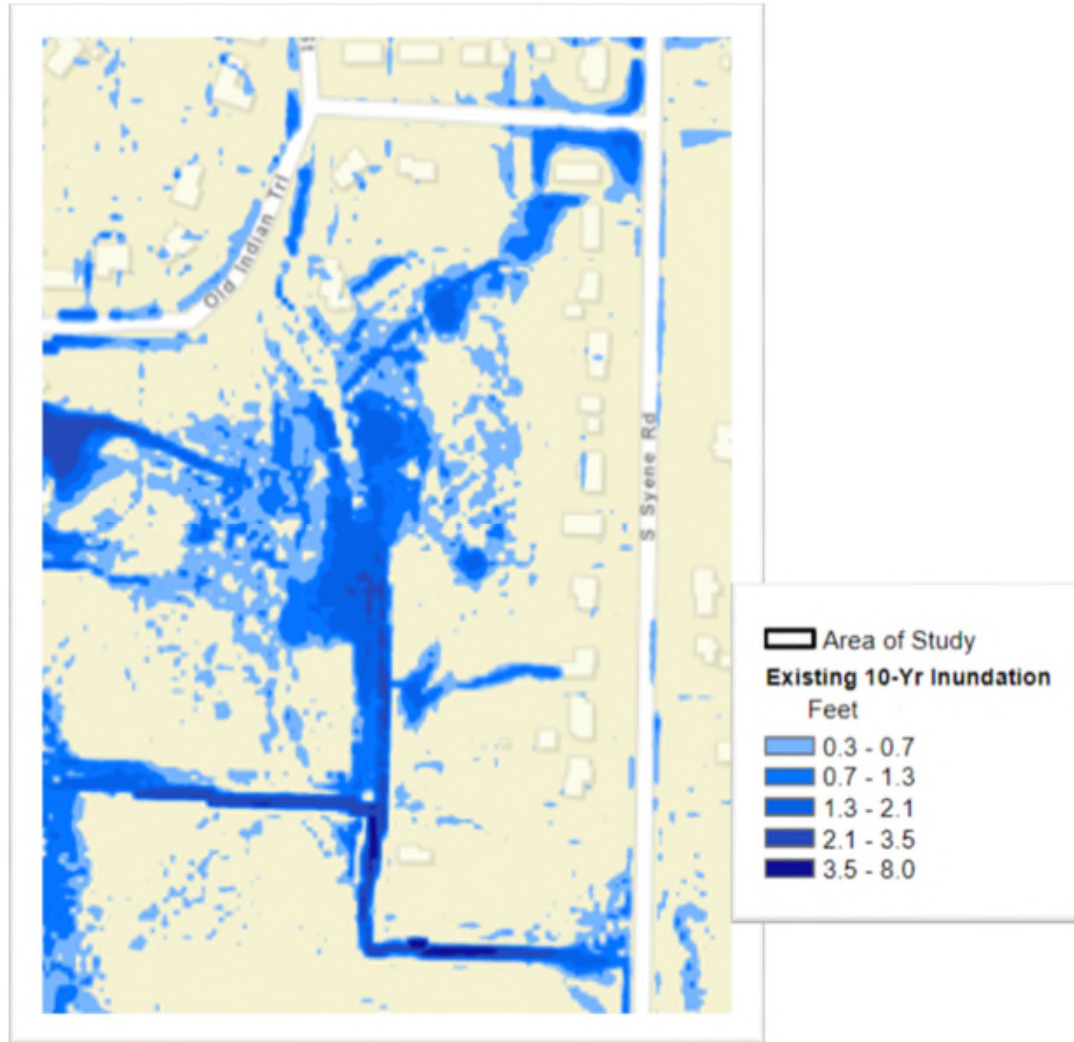 Old Indian Trl
S Syene Rd
Area of Study
Existing 10-Yr Inundation
Feet
0.3 - 0.7
0.7 - 1.3
1.3 - 2.1
2.1 - 3.5
3.5 - 8.0